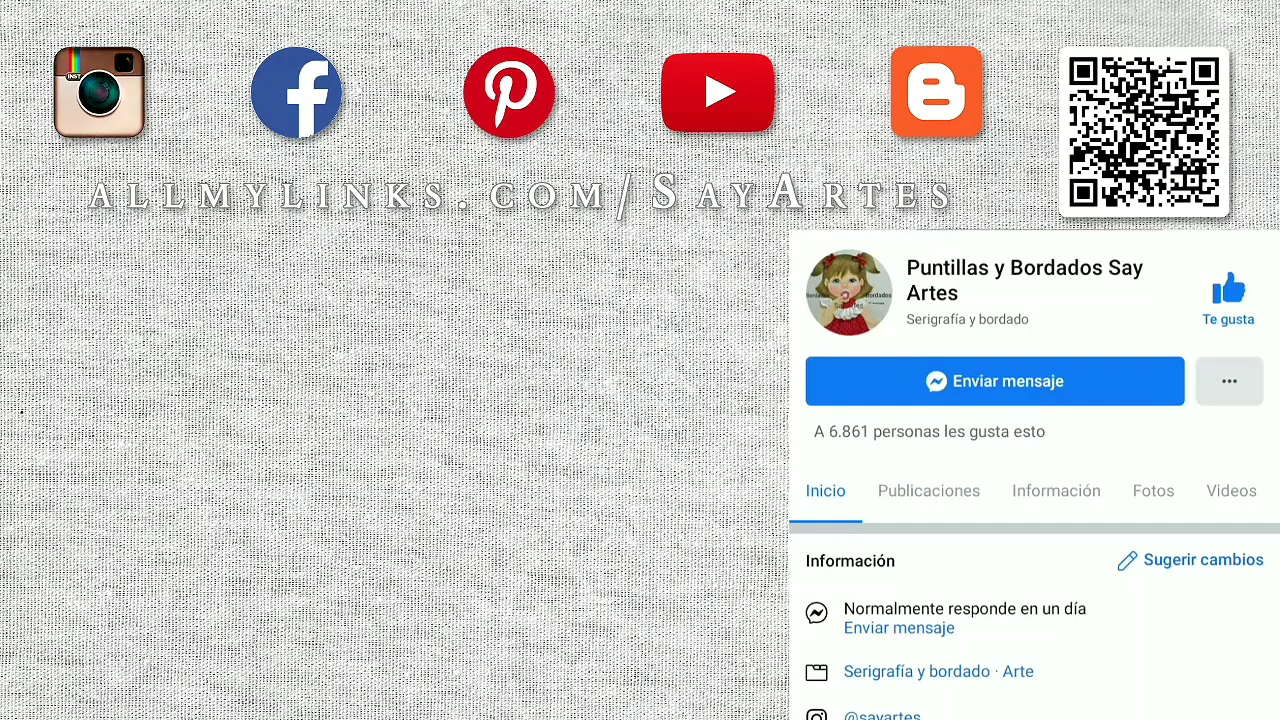 INST
ALLMYLINKS.COM/SAYARTES
Puntillas y Bordados Say
Artes
Serigrafía y bordado
Te gusta
Enviar mensaje
A 6.861 personas les gusta esto
Inicio Publicaciones Información Fotos Videos
Información
Sugerir cambios
Normalmente responde en un día
Enviar mensaje
Serigrafía y bordado · Arte
@sayartes